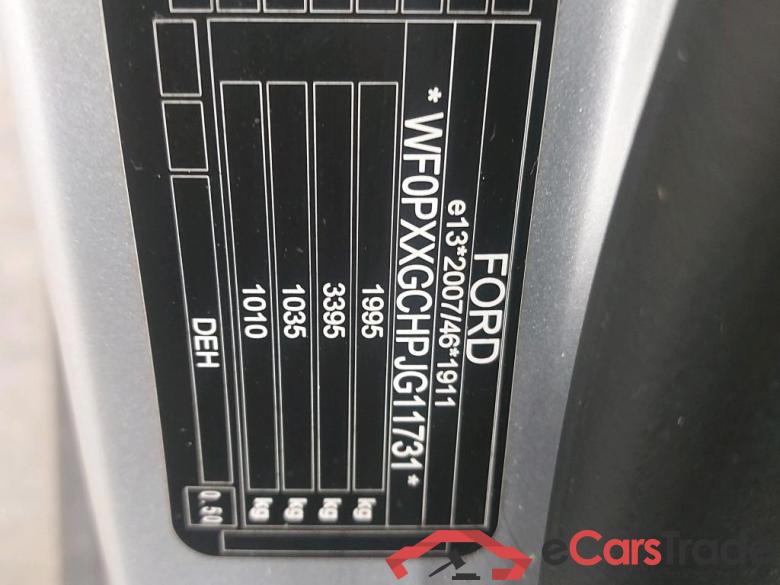 FORD
e13*2007/46*1911
* WF0PXXGCHPJG11731 *
1995 kg
3395 kg
1035 kg
1010 kg
DEH 0.50
eCarsTrade